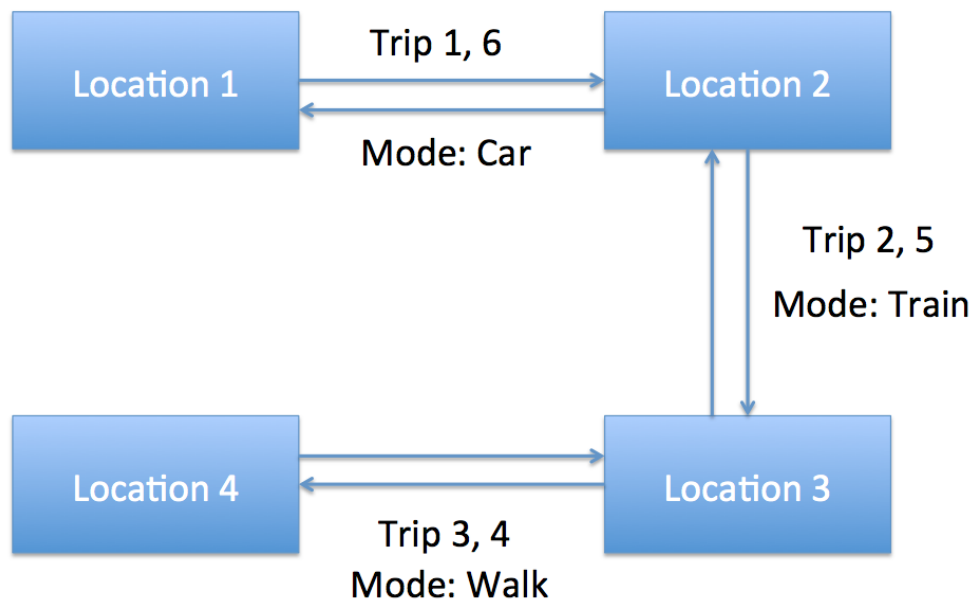 Location 1
Trip 1, 6
Mode: Car
Location 2
Trip 2, 5
Mode: Train
Location 4
Trip 3, 4
Mode: Walk
Location 3